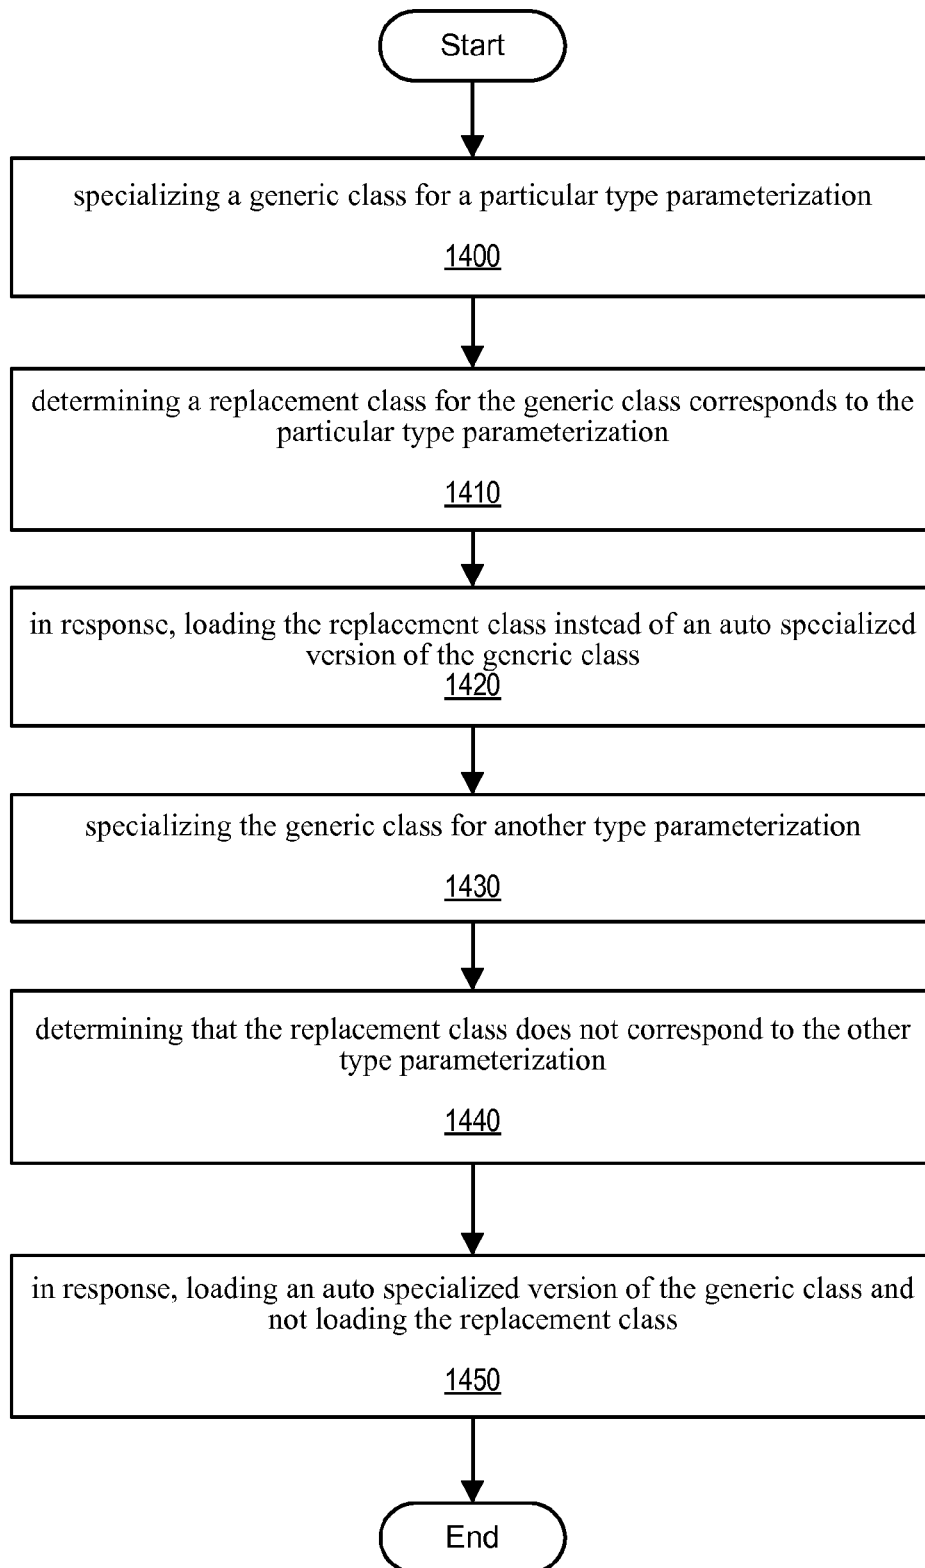 Start
specializing a generic class for a particular type parameterization
1400
determining a replacement class for the generic class corresponds to the
particular type parameterization
1410
in response, loading the replacement class instead of an auto specialized
version of the generic class
1420
specializing the generic class for another type parameterization
1430
determining that the replacement class does not correspond to the other
type parameterization
1440
in response, loading an auto specialized version of the generic class and
not loading the replacement class
1450
End